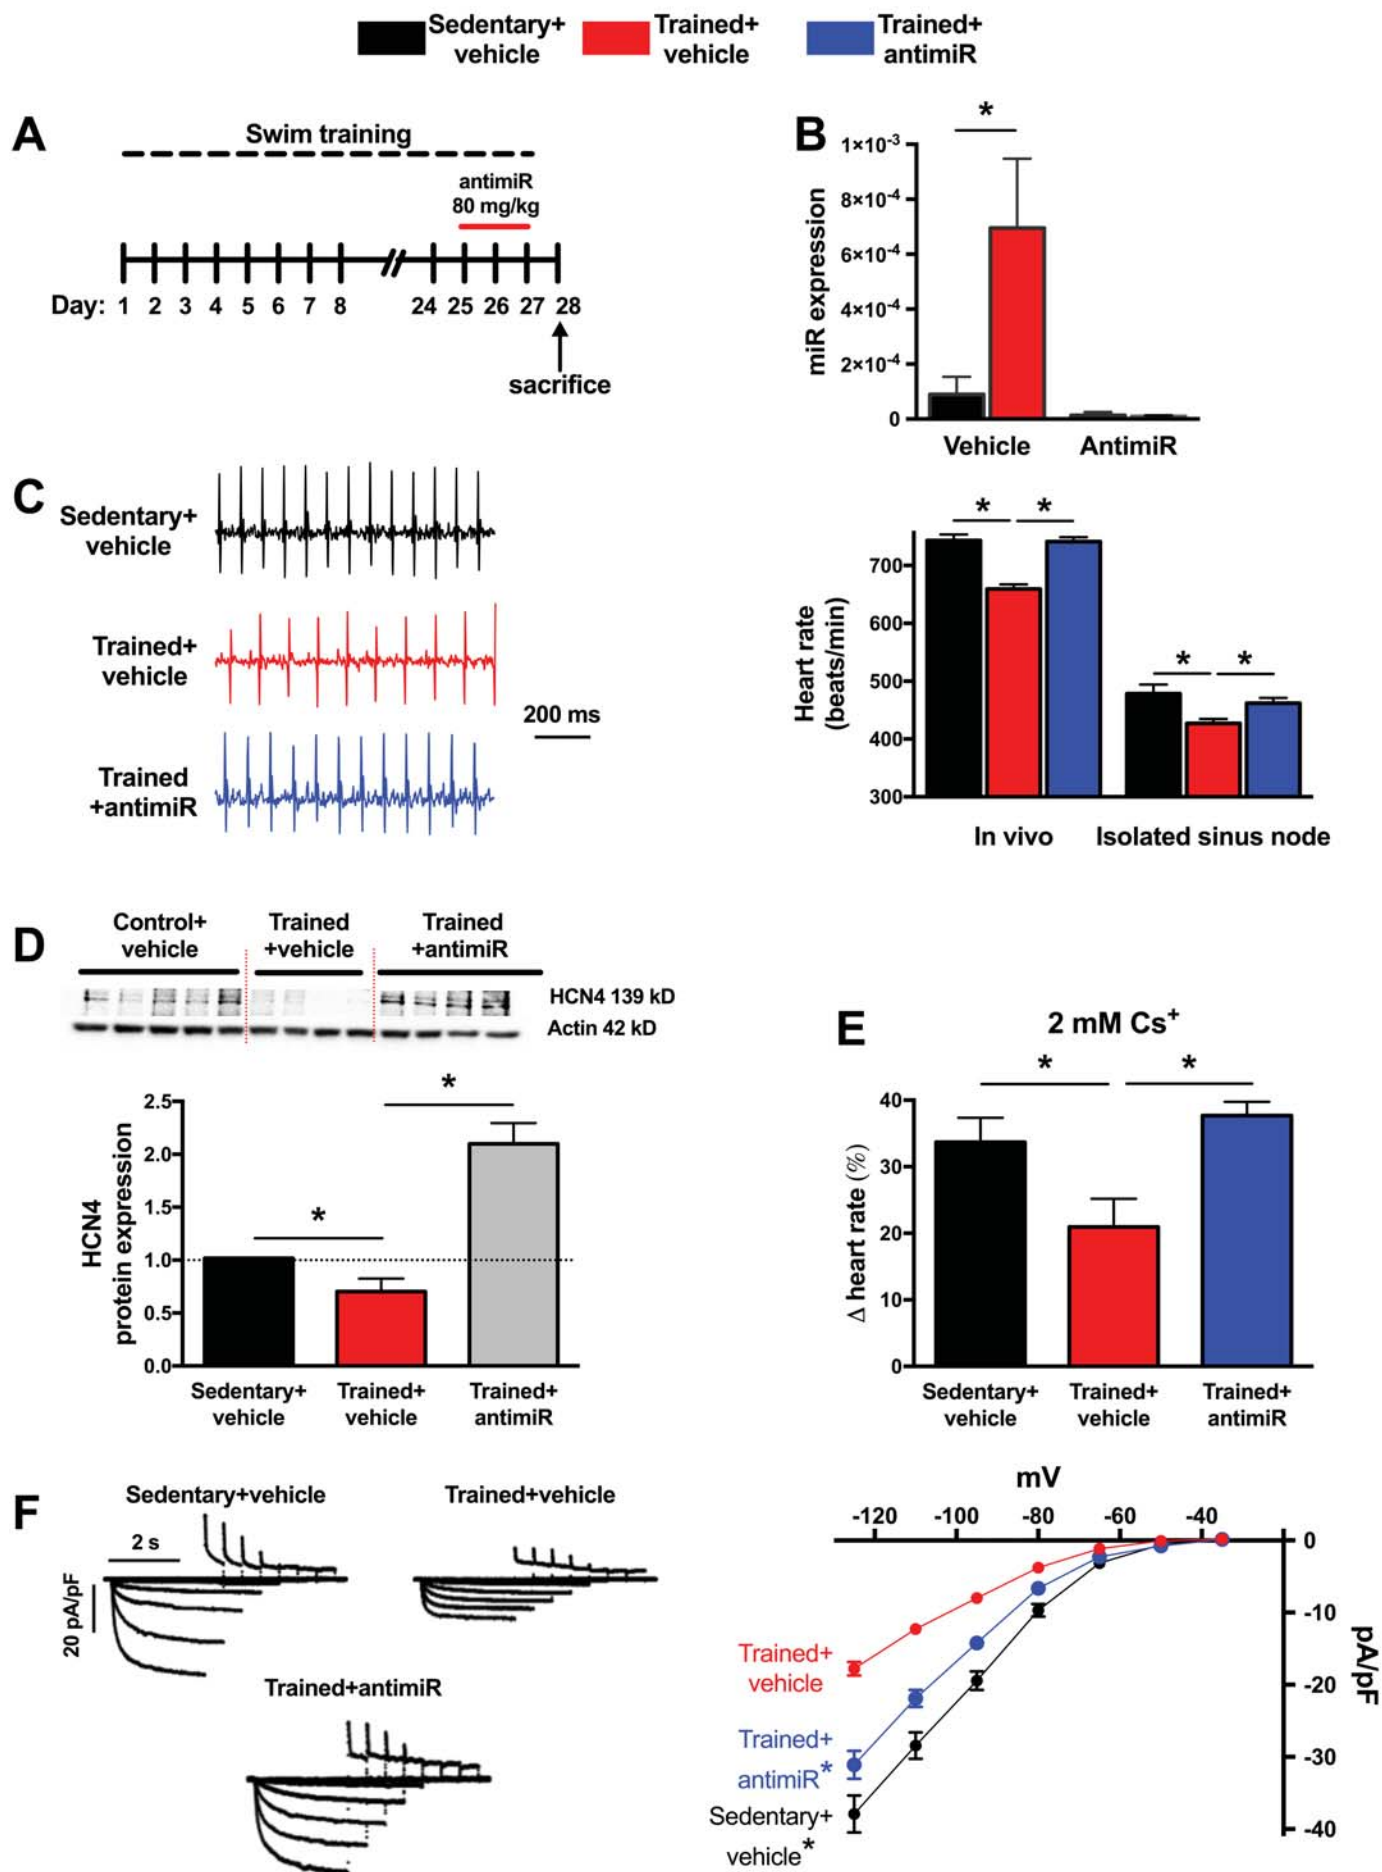 Sedentary+
vehicle
Trained+
vehicle
Trained+
antimiR
A
Swim training
antimiR
80 mg/kg
Day: 1 2 3 4 5 6 7 8 24 25 26 27 28
sacrifice
B
miR expression
1×10-3
8×10-4
6×10-4
4×10-4
2×10-4
0
*
Vehicle AntimiR
C
Sedentary+
vehicle
Trained+
vehicle
Trained
+antimiR
200 ms
Heart rate
(beats/min)
700
600
500
400
300
* *
* *
In vivo Isolated sinus node
D
Control+
vehicle
Trained
+vehicle
Trained
+antimiR
HCN4 139 kD
Actin 42 kD
HCN4
protein expression
2.5
2.0
1.5
1.0
0.5
0.0
*
*
Sedentary+
vehicle
Trained+
vehicle
Trained+
antimiR
E
2 mM Cs+
* *
Δ heart rate (%)
40
30
20
10
0
Sedentary+
vehicle
Trained+
vehicle
Trained+
antimiR
F
Sedentary+vehicle
2 s
20 pA/pF
Trained+vehicle
Trained+antimiR
mV
-120 -100 -80 -60 -40
0
-10
-20
-30
-40
pA/pF
Trained+
vehicle
Trained+
antimiR*
Sedentary+
vehicle*